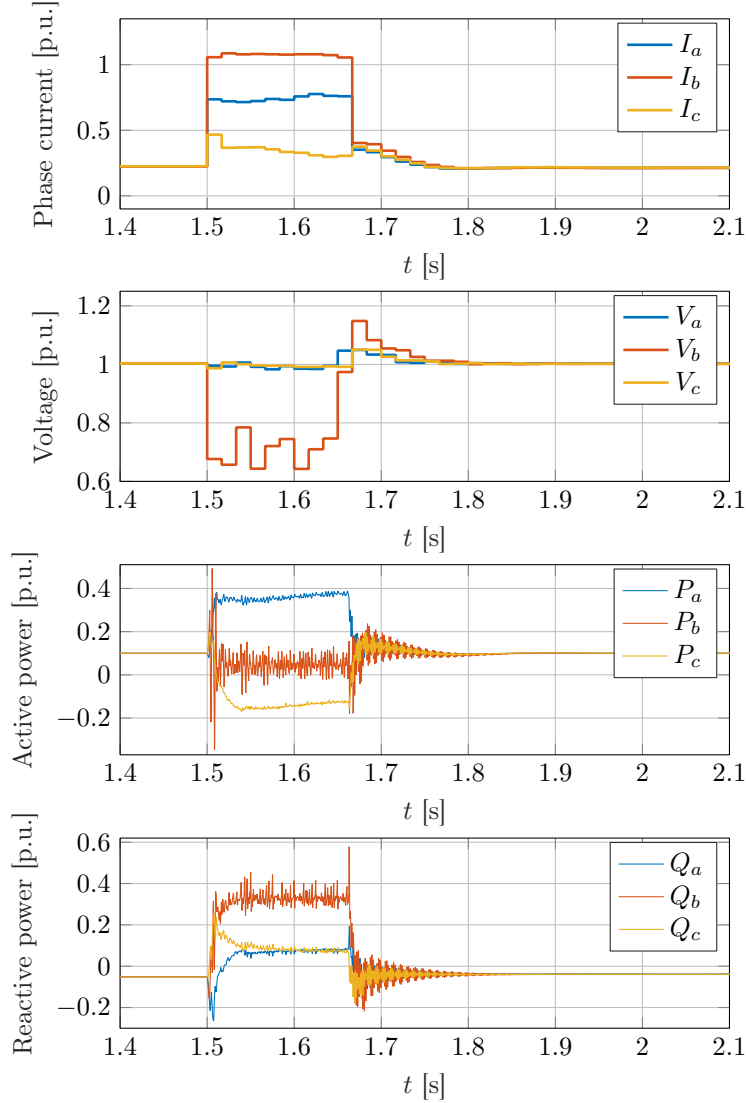 Phase current [p.u.]
1
0.5
0
I_a
I_b
I_c
1.4 1.5 1.6 1.7 1.8 1.9 2 2.1
t [s]
Voltage [p.u.]
1.2
1
0.8
0.6
V_a
V_b
V_c
1.4 1.5 1.6 1.7 1.8 1.9 2 2.1
t [s]
Active power [p.u.]
0.4
0.2
0
−0.2
P_a
P_b
P_c
1.4 1.5 1.6 1.7 1.8 1.9 2 2.1
t [s]
Reactive power [p.u.]
0.6
0.4
0.2
0
−0.2
Q_a
Q_b
Q_c
1.4 1.5 1.6 1.7 1.8 1.9 2 2.1
t [s]